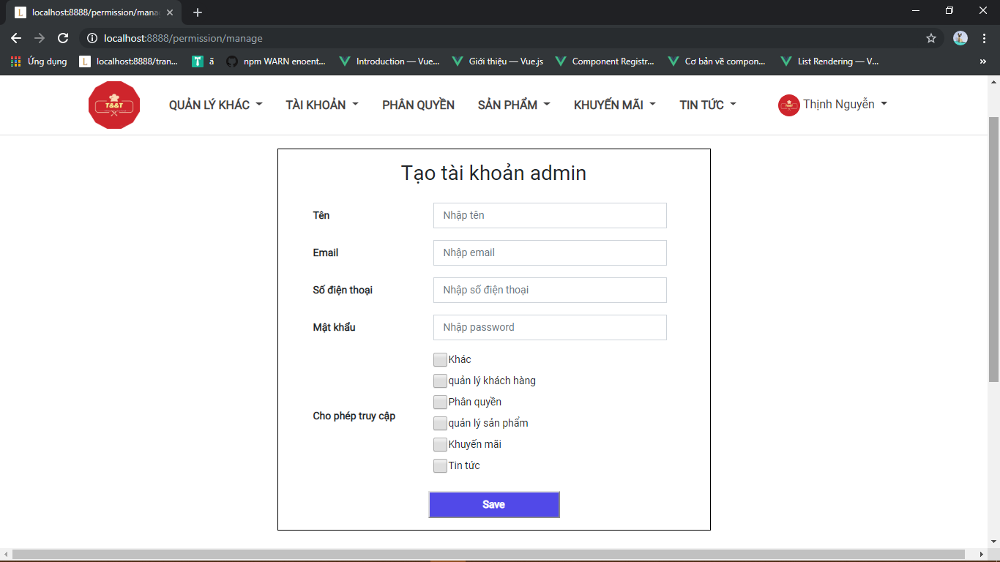 localhost:8888/permission/mana
localhost:8888/permission/manage
Ứng dụng localhost:8888/tran... ã npm WARN enoent... Introduction — Vue... Giới thiệu — Vue.js Component Registr... Cơ bản về compon... List Rendering — V... »
T&&T QUẢN LÝ KHÁC TÀI KHOẢN PHÂN QUYỀN SẢN PHẨM KHUYẾN MÃI TIN TỨC Thịnh Nguyễn
Tạo tài khoản admin
Tên Nhập tên
Email Nhập email
Số điện thoại Nhập số điện thoại
Mật khẩu Nhập password
Cho phép truy cập
Khác
quản lý khách hàng
Phân quyền
quản lý sản phẩm
Khuyến mãi
Tin tức
Save